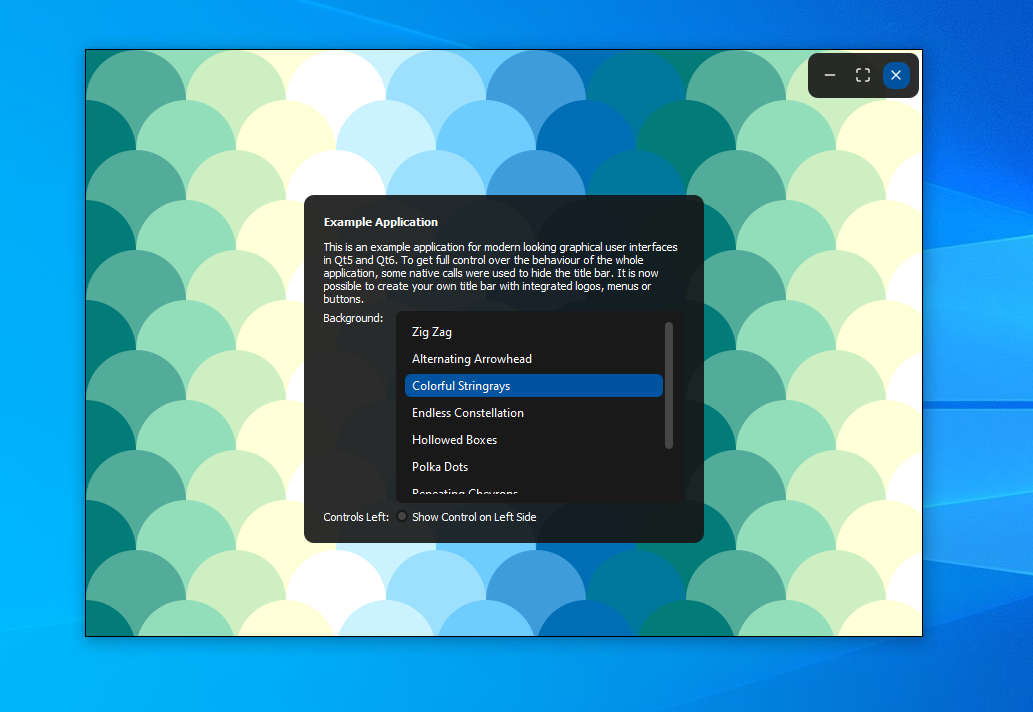 Example Application
This is an example application for modern looking graphical user interfaces
in Qt5 and Qt6. To get full control over the behaviour of the whole
application, some native calls were used to hide the title bar. It is now
possible to create your own title bar with integrated logos, menus or
buttons.
Background:
Zig Zag
Alternating Arrowhead
Colorful Stringrays
Endless Constellation
Hollowed Boxes
Polka Dots
Repeating Chevrons
Controls Left: Show Control on Left Side